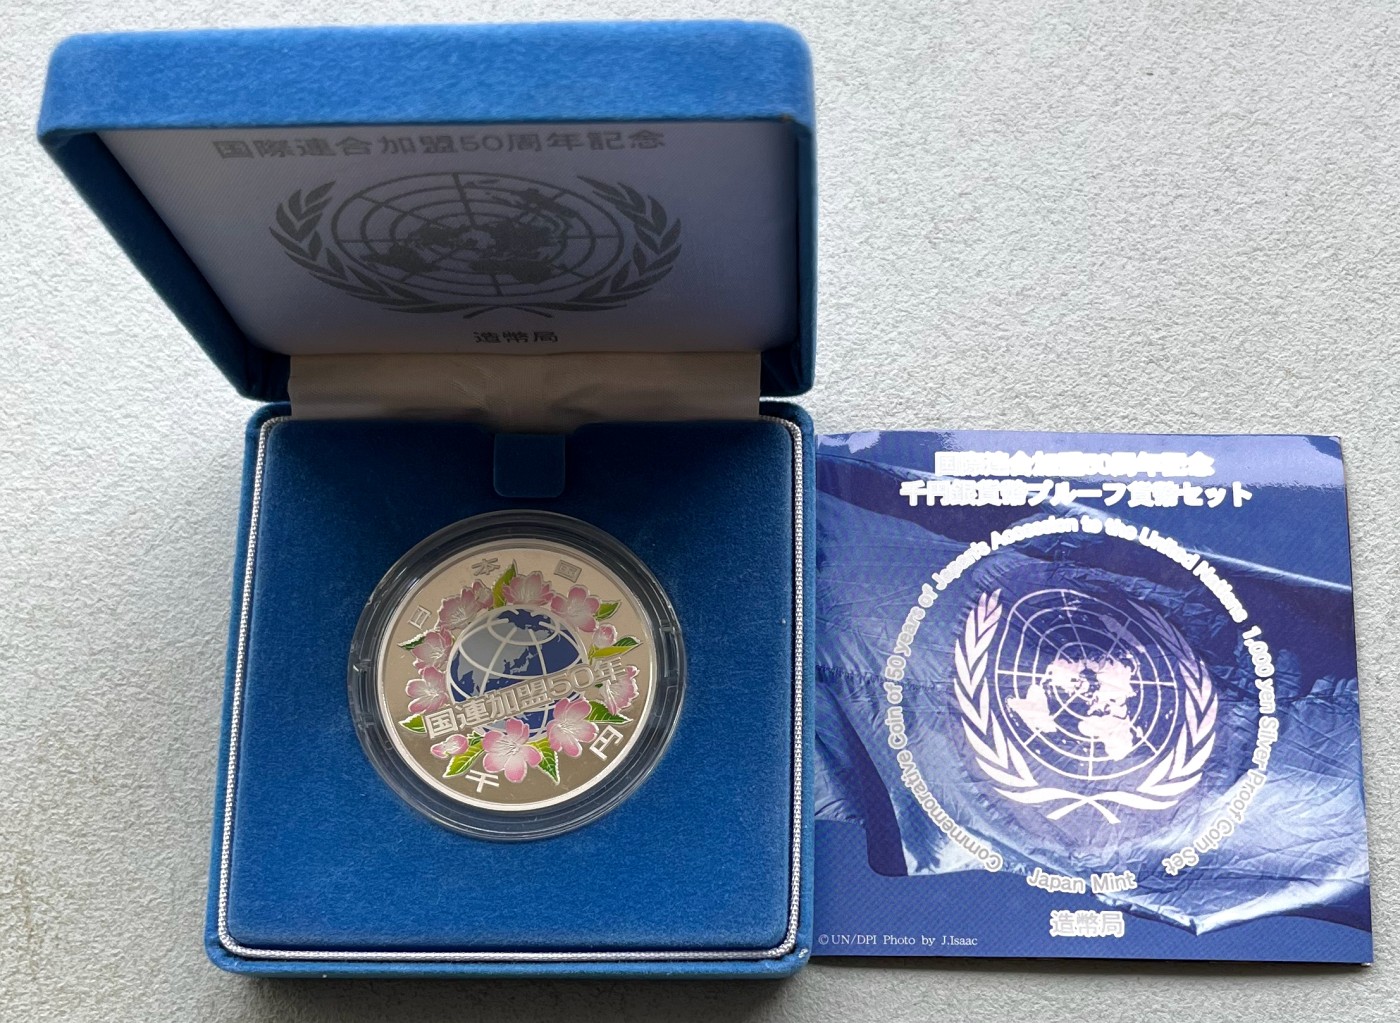 国際連合加盟50周年記念
造幣局
日本国
国連加盟50年
千円
国際連合加盟50周年記念
千円銀貨幣プルーフ貨幣セット
Commemorative Coin of 50 years of Japan's Accession to the United Nations 1,000 yen Silver Proof Coin Set
Japan Mint
造幣局
©UN/DPI Photo by J.Isaac